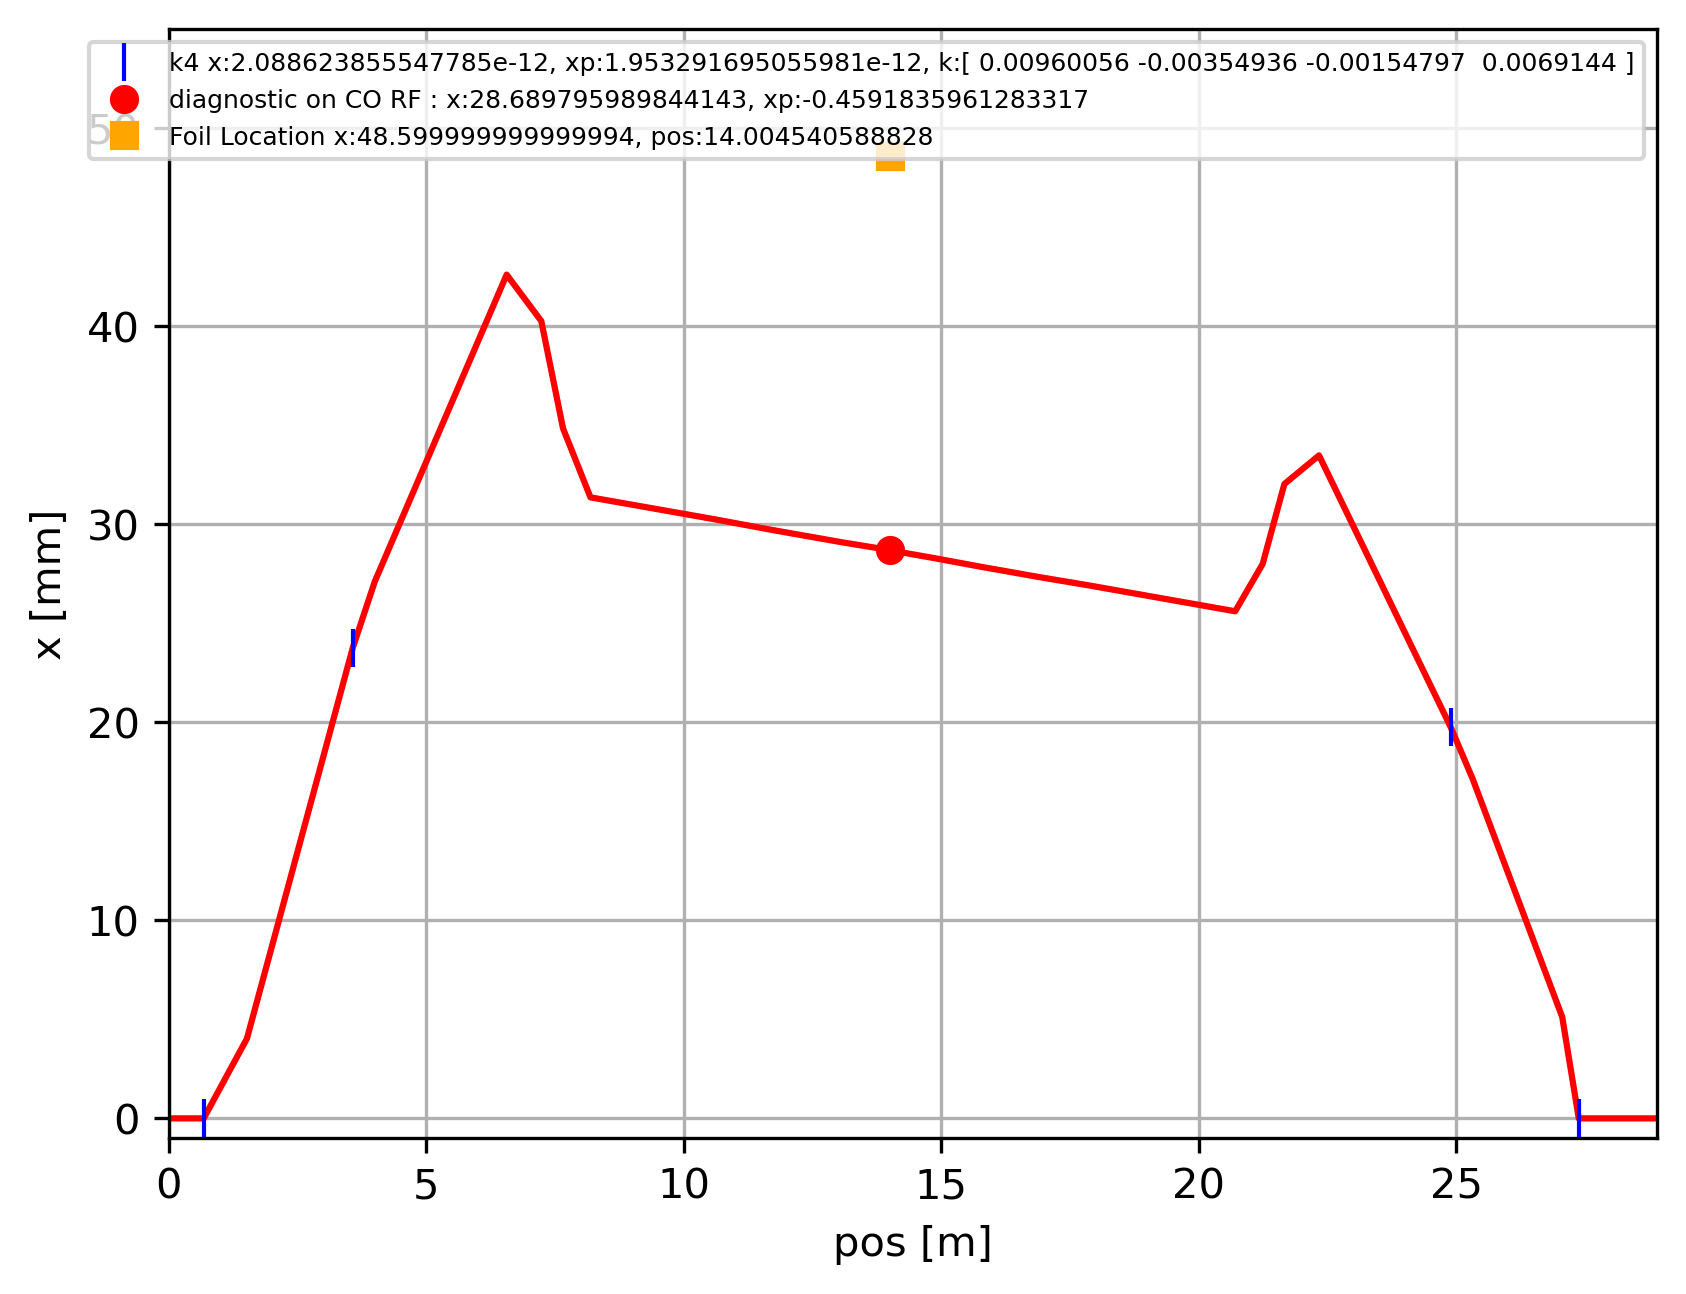 k4 x:2.088623855547785e-12, xp:1.953291695055981e-12, k:[ 0.00960056 -0.00354936 -0.00154797  0.0069144 ]
diagnostic on CO RF : x:28.689795989844143, xp:-0.4591835961283317
50
Foil Location x:48.599999999999994, pos:14.004540588828
40
30
20
10
0
x [mm]
0 5 10 15 20 25
pos [m]